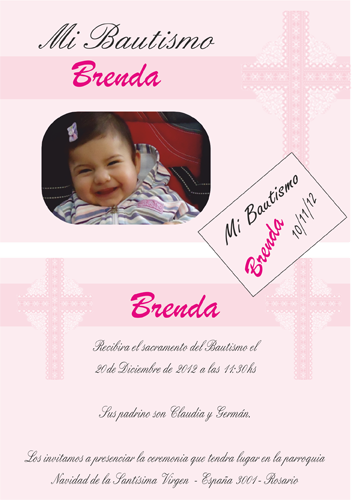 Mi Bautismo
Brenda
Mi Bautismo
Brenda
10/11/12
Brenda
Recibira el sacramento del Bautismo el
20 de Diciembre de 2012 a las 11:30hs
Sus padrino son Claudia y Germán.
Los invitamos a presenciar la ceremonia que tendra lugar en la parroquia
Navidad de la Santisima Virgen - España 3001- Rosario